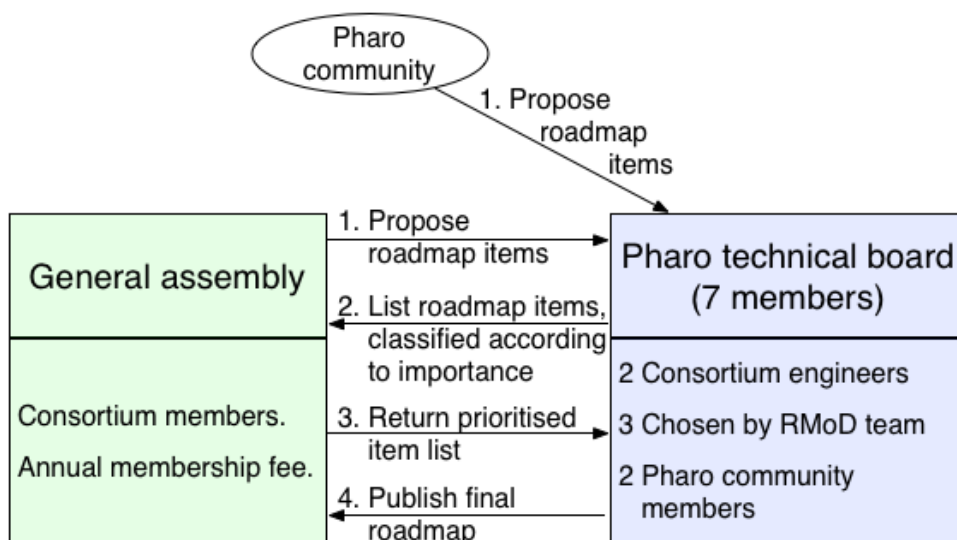 Pharo
community
1. Propose
roadmap
items
General assembly
Consortium members.
Annual membership fee.
1. Propose
roadmap items
2. List roadmap items,
classified according
to importance
3. Return prioritised
item list
4. Publish final
roadmap
Pharo technical board
(7 members)
2 Consortium engineers
3 Chosen by RMoD team
2 Pharo community
members